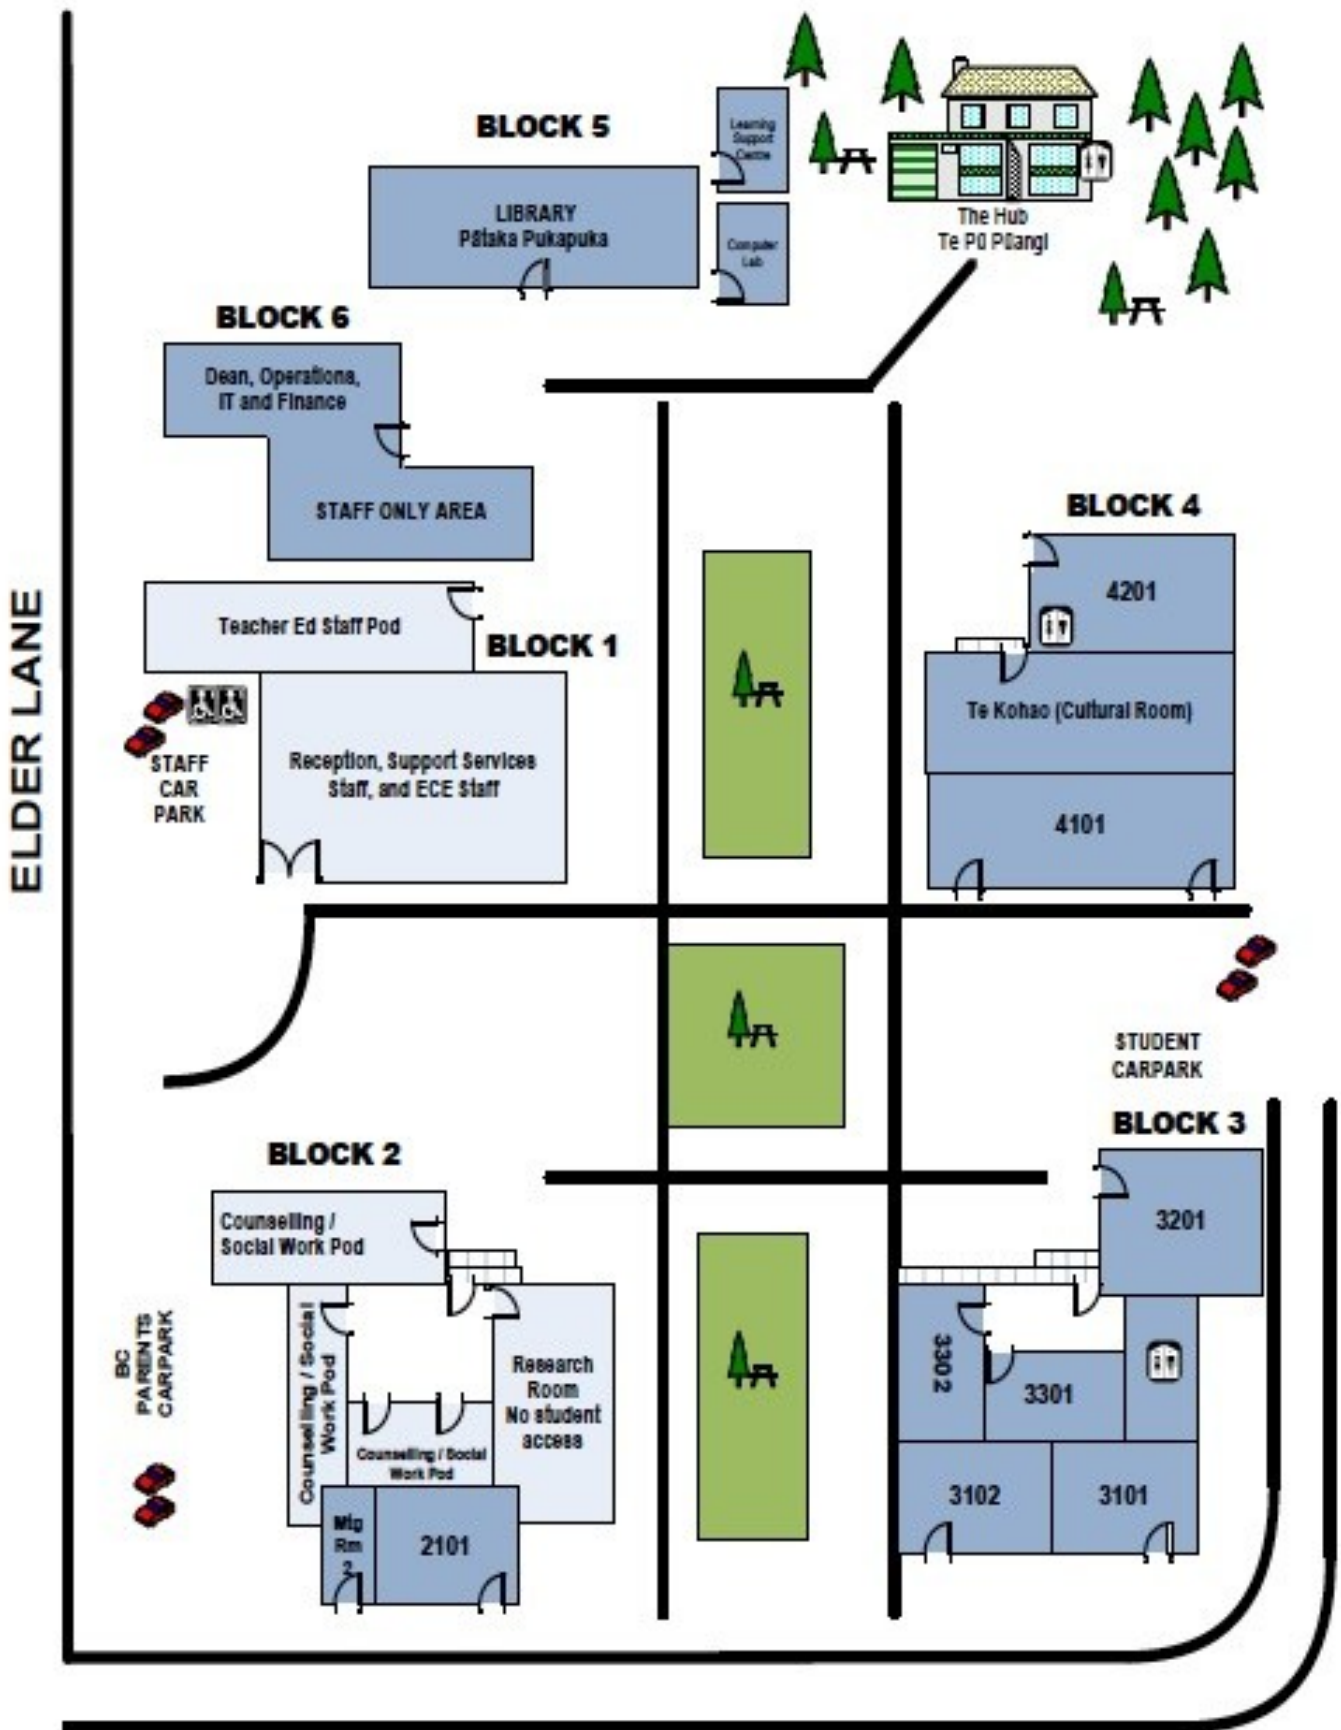 BLOCK 5
LIBRARY
Pātaka Pukapuka
Learning
Support
Centre
Computer
Lab
The Hub
Te Pū Pūangi
BLOCK 6
Dean, Operations,
IT and Finance
STAFF ONLY AREA
BLOCK 4
4201
Te Kohao (Cultural Room)
4101
ELDER LANE
Teacher Ed Staff Pod
BLOCK 1
Reception, Support Services
Staff, and ECE Staff
STAFF
CAR
PARK
STUDENT
CARPARK
BLOCK 2
Counselling /
Social Work Pod
Counselling / Social
Work Pod
Research
Room
No student
access
Counselling / Social
Work Pod
Mtg
Rm
2
2101
BC
PARENTS
CARPARK
BLOCK 3
3201
3302
3301
3102
3101